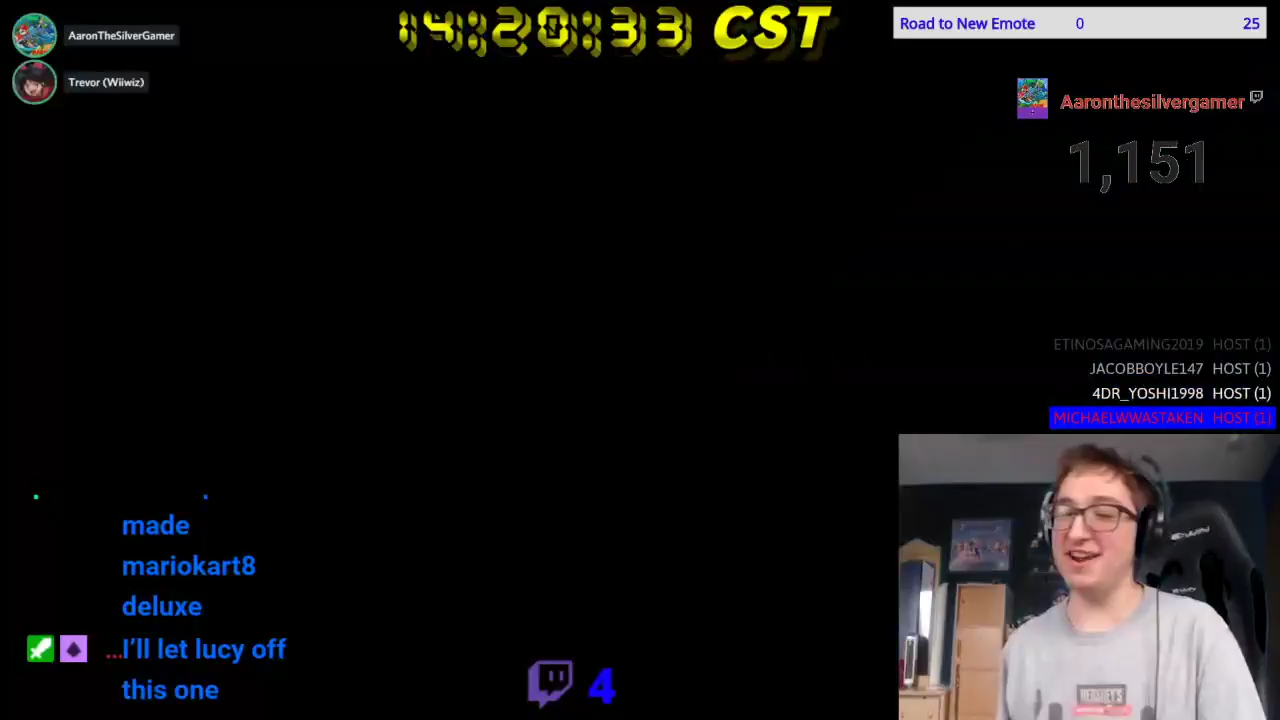 AaronTheSilverGamer
Trevor (Wiiwiz)
14:20:33 CST
Road to New Emote 0 25
Aaronthesilvergamer
1,151
ETINOSAGAMING2019 HOST (1)
JACOBBOYLE147 HOST (1)
4DR_YOSHI1998 HOST (1)
MICHAELWWASTAKEN HOST (1)
made
mariokart8
deluxe
...I'll let lucy off
this one
4
HERSHEY'S